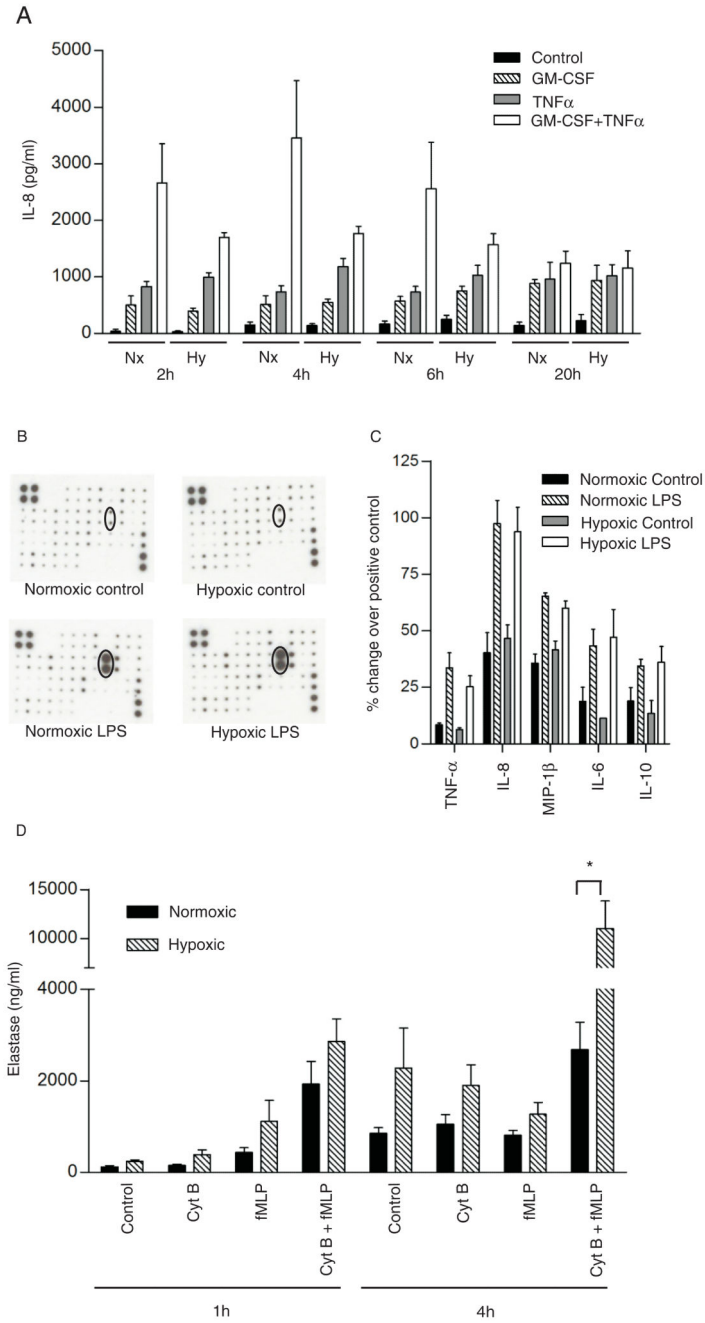 A
5000
4000
3000
2000
1000
0
IL-8 (pg/ml)
Control
GM-CSF
TNFα
GM-CSF+TNFα
Nx Hy Nx Hy Nx Hy Nx Hy
2h 4h 6h 20h
B
Normoxic control
Hypoxic control
Normoxic LPS
Hypoxic LPS
C
125
100
75
50
25
0
% change over positive control
Normoxic Control
Normoxic LPS
Hypoxic Control
Hypoxic LPS
TNF-α
IL-8
MIP-1β
IL-6
IL-10
D
15000
10000
4000
2000
0
Elastase (ng/ml)
Normoxic
Hypoxic
*
Control
Cyt B
fMLP
Cyt B + fMLP
Control
Cyt B
fMLP
Cyt B + fMLP
1h 4h